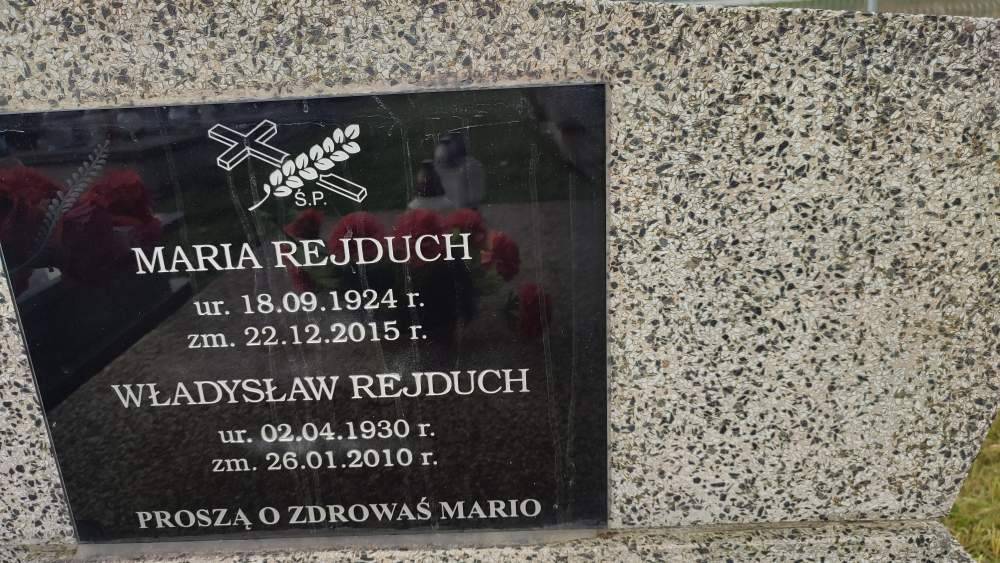 Ś.P.
MARIA REJDUCH
ur. 18.09.1924 r.
zm. 22.12.2015 r.
WŁADYSŁAW REJDUCH
ur. 02.04.1930 r.
zm. 26.01.2010 r.
PROSZĄ O ZDROWAŚ MARIO